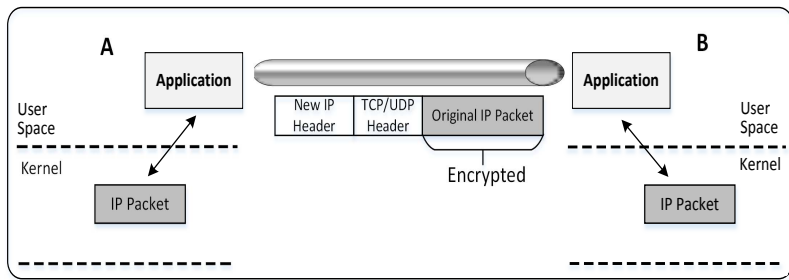 A
Application
User
Space
Kernel
IP Packet
New IP
Header
TCP/UDP
Header
Original IP Packet
Encrypted
B
Application
User
Space
Kernel
IP Packet